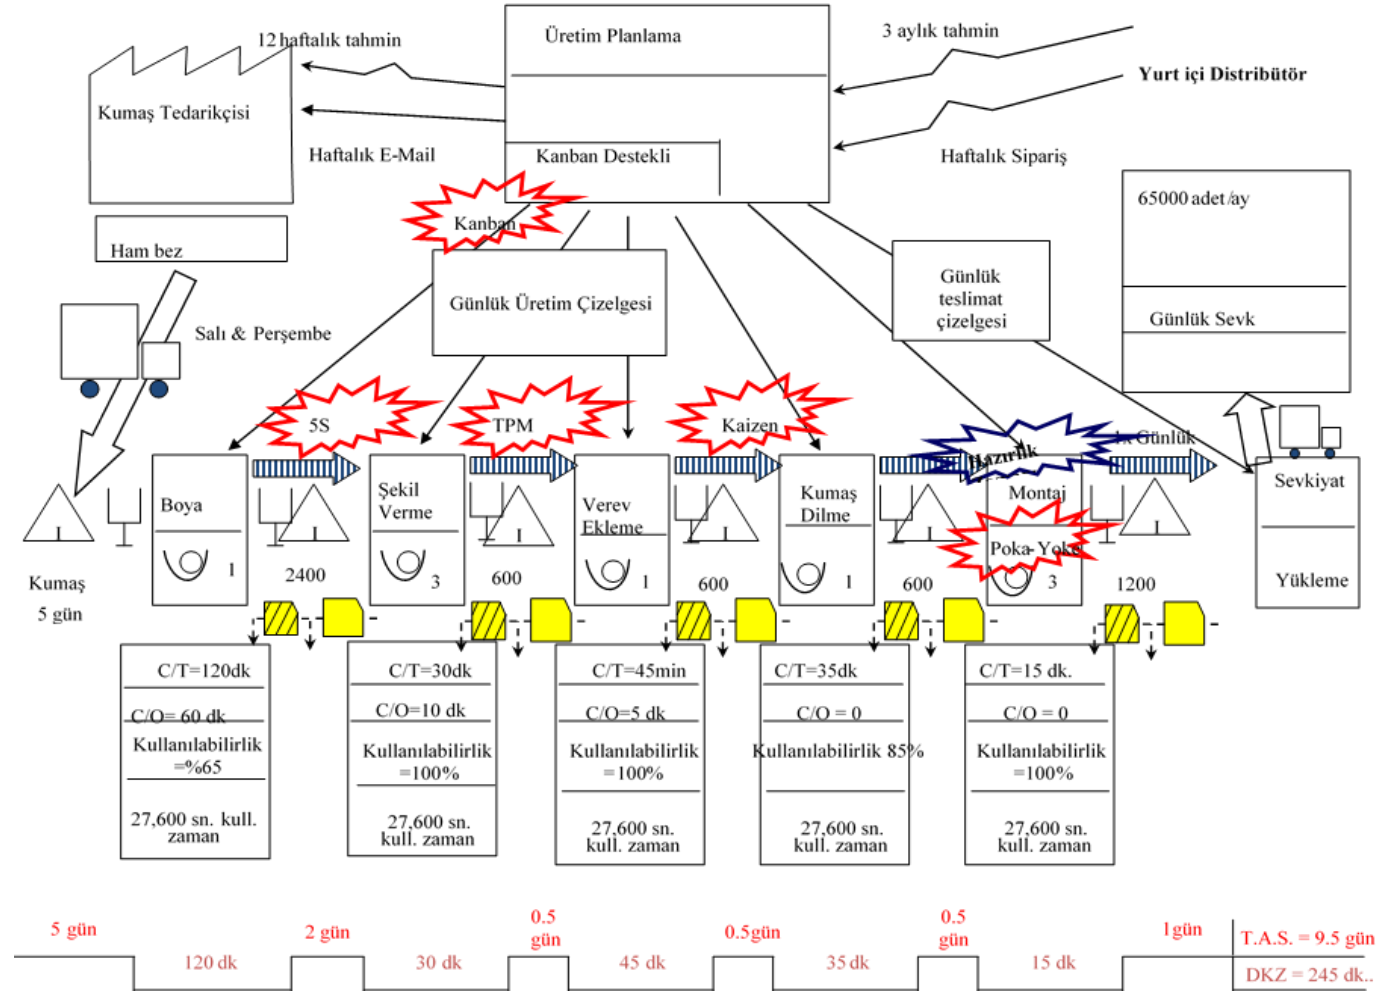 12 haftalık tahmin
Üretim Planlama
3 aylık tahmin
Yurt içi Distribütör
Kumaş Tedarikçisi
Haftalık E-Mail
Kanban Destekli
Haftalık Sipariş
65000 adet/ay
Kanban
Ham bez
Günlük Üretim Çizelgesi
Günlük
teslimat
çizelgesi
Günlük Sevk
Salı & Perşembe
5S
TPM
Kaizen
Hazırlık
1x Günlük
Boya
Şekil
Verme
Verev
Ekleme
Kumaş
Dilme
Montaj
Sevkiyat
I
I
I
I
I
Poka-Yoke
1
3
1
1
3
Kumaş
5 gün
2400
600
600
600
1200
Yükleme
C/T=120dk
C/O= 60 dk
Kullanılabilirlik
=%65
27,600 sn. kull.
zaman
C/T=30dk
C/O=10 dk
Kullanılabilirlik
=100%
27,600 sn.
kull. zaman
C/T=45min
C/O=5 dk
Kullanılabilirlik
=100%
27,600 sn.
kull. zaman
C/T=35dk
C/O = 0
Kullanılabilirlik 85%
27,600 sn.
kull. zaman
C/T=15 dk.
C/O = 0
Kullanılabilirlik
=100%
27,600 sn.
kull. zaman
5 gün
2 gün
0.5
gün
0.5gün
0.5
gün
1gün
T.A.S. = 9.5 gün
120 dk
30 dk
45 dk
35 dk
15 dk
DKZ = 245 dk..